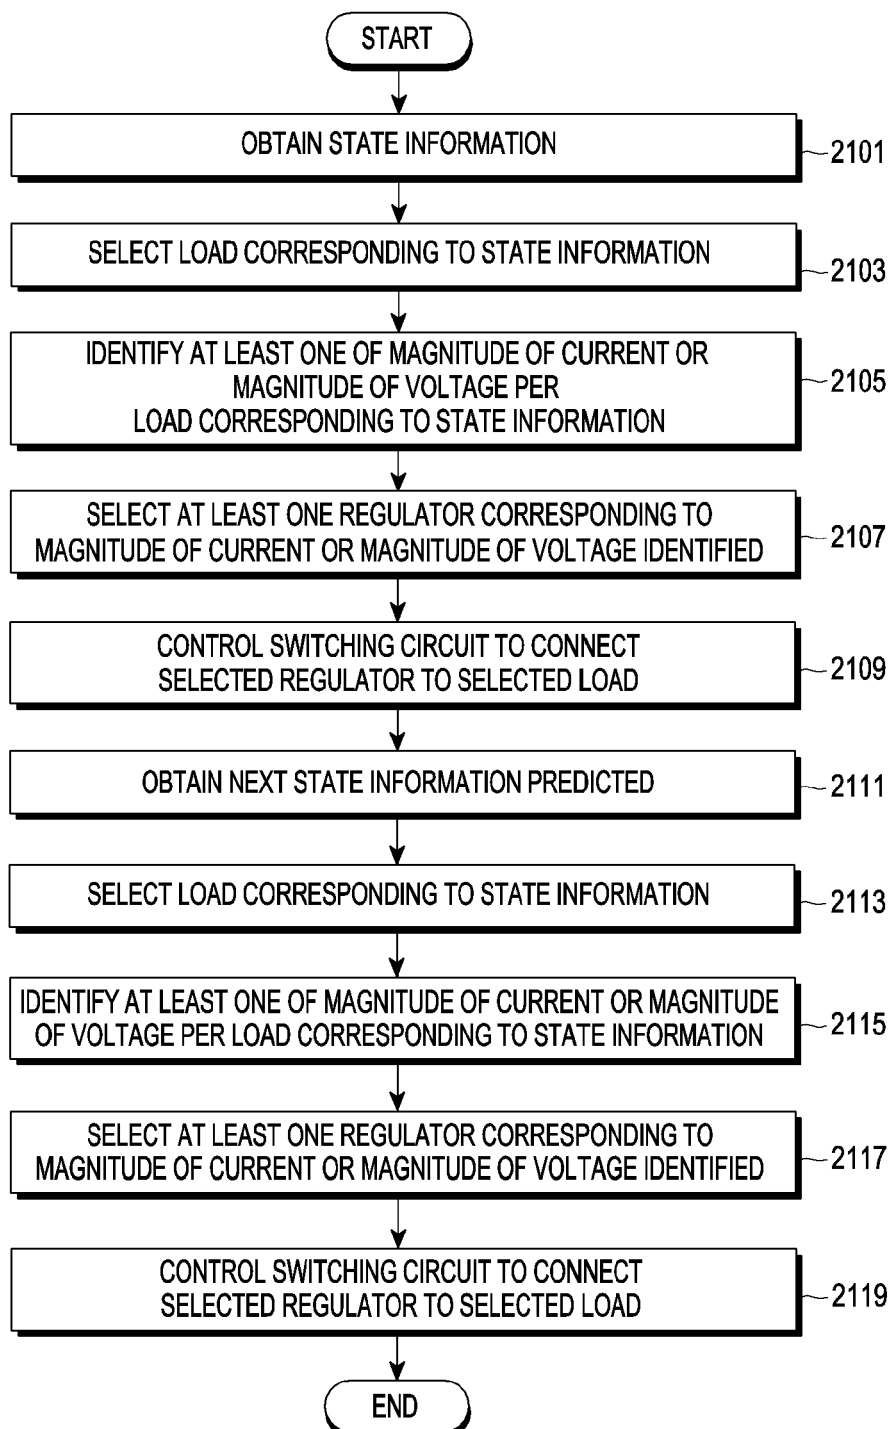 START
OBTAIN STATE INFORMATION
2101
SELECT LOAD CORRESPONDING TO STATE INFORMATION
2103
IDENTIFY AT LEAST ONE OF MAGNITUDE OF CURRENT OR
MAGNITUDE OF VOLTAGE PER
LOAD CORRESPONDING TO STATE INFORMATION
2105
SELECT AT LEAST ONE REGULATOR CORRESPONDING TO
MAGNITUDE OF CURRENT OR MAGNITUDE OF VOLTAGE IDENTIFIED
2107
CONTROL SWITCHING CIRCUIT TO CONNECT
SELECTED REGULATOR TO SELECTED LOAD
2109
OBTAIN NEXT STATE INFORMATION PREDICTED
2111
SELECT LOAD CORRESPONDING TO STATE INFORMATION
2113
IDENTIFY AT LEAST ONE OF MAGNITUDE OF CURRENT OR MAGNITUDE
OF VOLTAGE PER LOAD CORRESPONDING TO STATE INFORMATION
2115
SELECT AT LEAST ONE REGULATOR CORRESPONDING TO
MAGNITUDE OF CURRENT OR MAGNITUDE OF VOLTAGE IDENTIFIED
2117
CONTROL SWITCHING CIRCUIT TO CONNECT
SELECTED REGULATOR TO SELECTED LOAD
2119
END